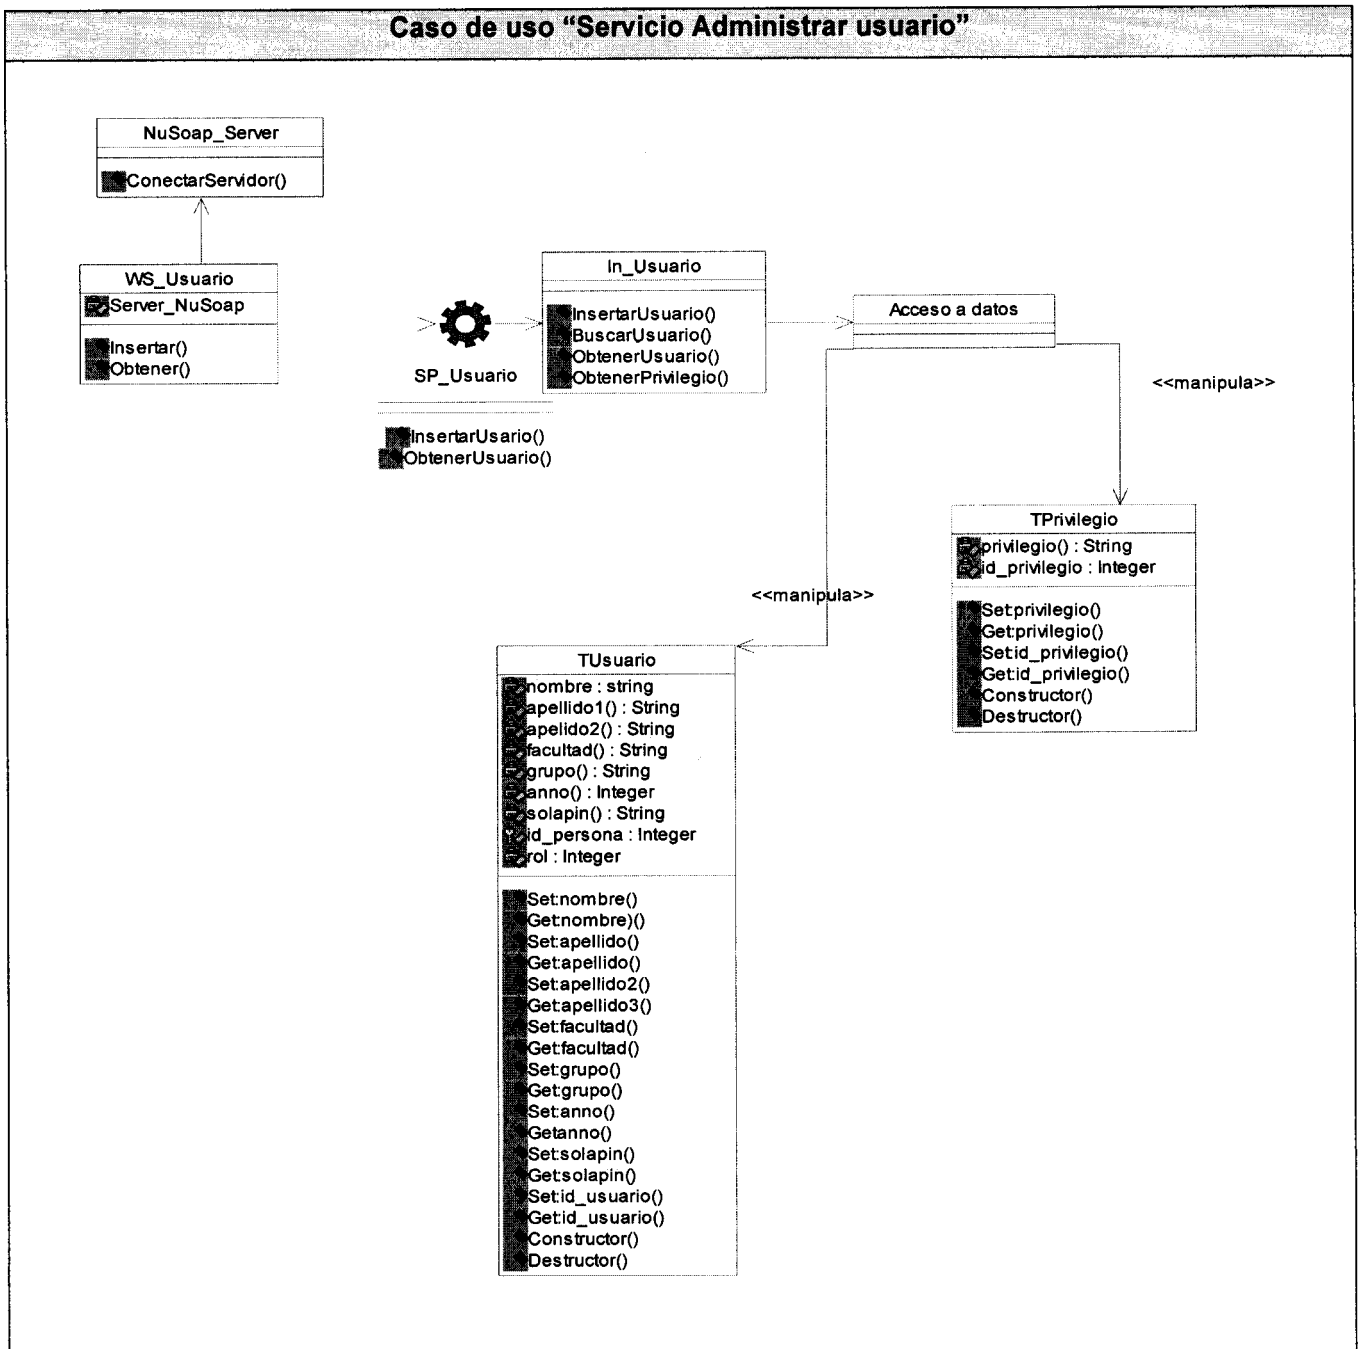 Caso de uso “Servicio Administrar usuario”
NuSoap_Server
ConectarServidor()
WS_Usuario
Server_NuSoap
Insertar()
Obtener()
SP_Usuario
InsertarUsario()
ObtenerUsuario()
In_Usuario
InsertarUsuario()
BuscarUsuario()
ObtenerUsuario()
ObtenerPrivilegio()
Acceso a datos
<<manipula>>
<<manipula>>
TPrivilegio
privilegio() : String
id_privilegio : Integer
Set:privilegio()
Get:privilegio()
Set:id_privilegio()
Get:id_privilegio()
Constructor()
Destructor()
TUsuario
nombre : string
apellido1() : String
apelido2() : String
facultad() : String
grupo() : String
anno() : Integer
solapin() : String
id_persona : Integer
rol : Integer
Set:nombre()
Get:nombre)()
Set:apellido()
Get:apellido()
Set:apellido2()
Get:apellido3()
Set:facultad()
Get:facultad()
Set:grupo()
Get:grupo()
Set:anno()
Getanno()
Set:solapin()
Get:solapin()
Set:id_usuario()
Get:id_usuario()
Constructor()
Destructor()